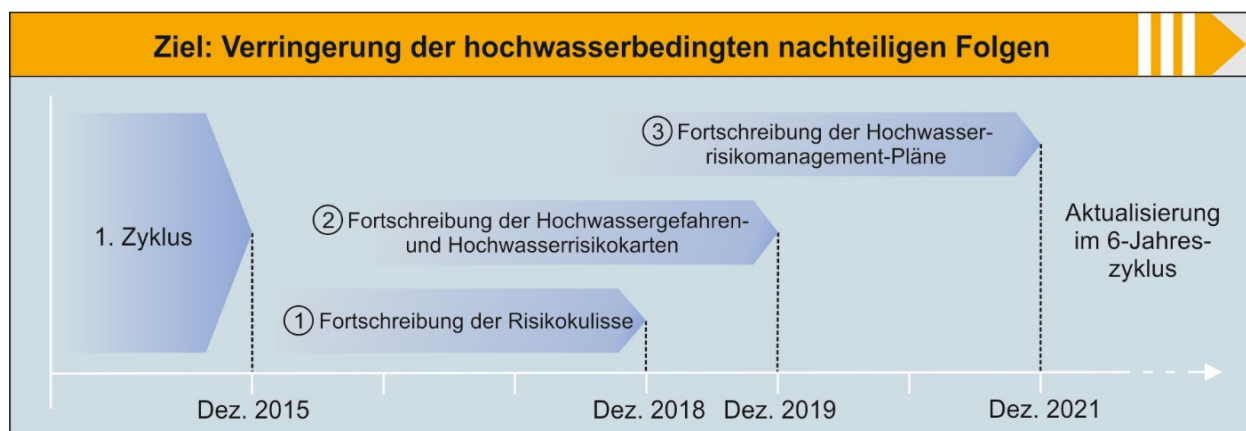 Ziel: Verringerung der hochwasserbedingten nachteiligen Folgen
1. Zyklus
③ Fortschreibung der Hochwasser-
risikomanagement-Pläne
② Fortschreibung der Hochwassergefahren-
und Hochwasserrisikokarten
① Fortschreibung der Risikokulisse
Aktualisierung
im 6-Jahres-
zyklus
Dez. 2015
Dez. 2018
Dez. 2019
Dez. 2021